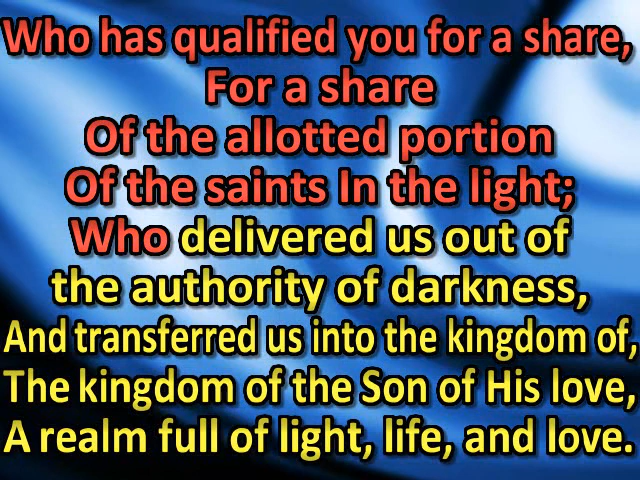 Who has qualified you for a share,
For a share
Of the allotted portion
Of the saints In the light;
Who delivered us out of
the authority of darkness,
And transferred us into the kingdom of,
The kingdom of the Son of His love,
A realm full of light, life, and love.